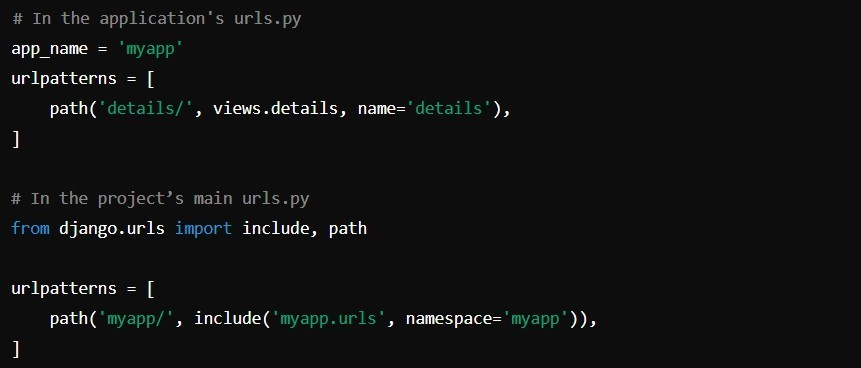 # In the application's urls.py
app_name = 'myapp'
urlpatterns = [
    path('details/', views.details, name='details'),
]
# In the project’s main urls.py
from django.urls import include, path
urlpatterns = [
    path('myapp/', include('myapp.urls', namespace='myapp')),
]